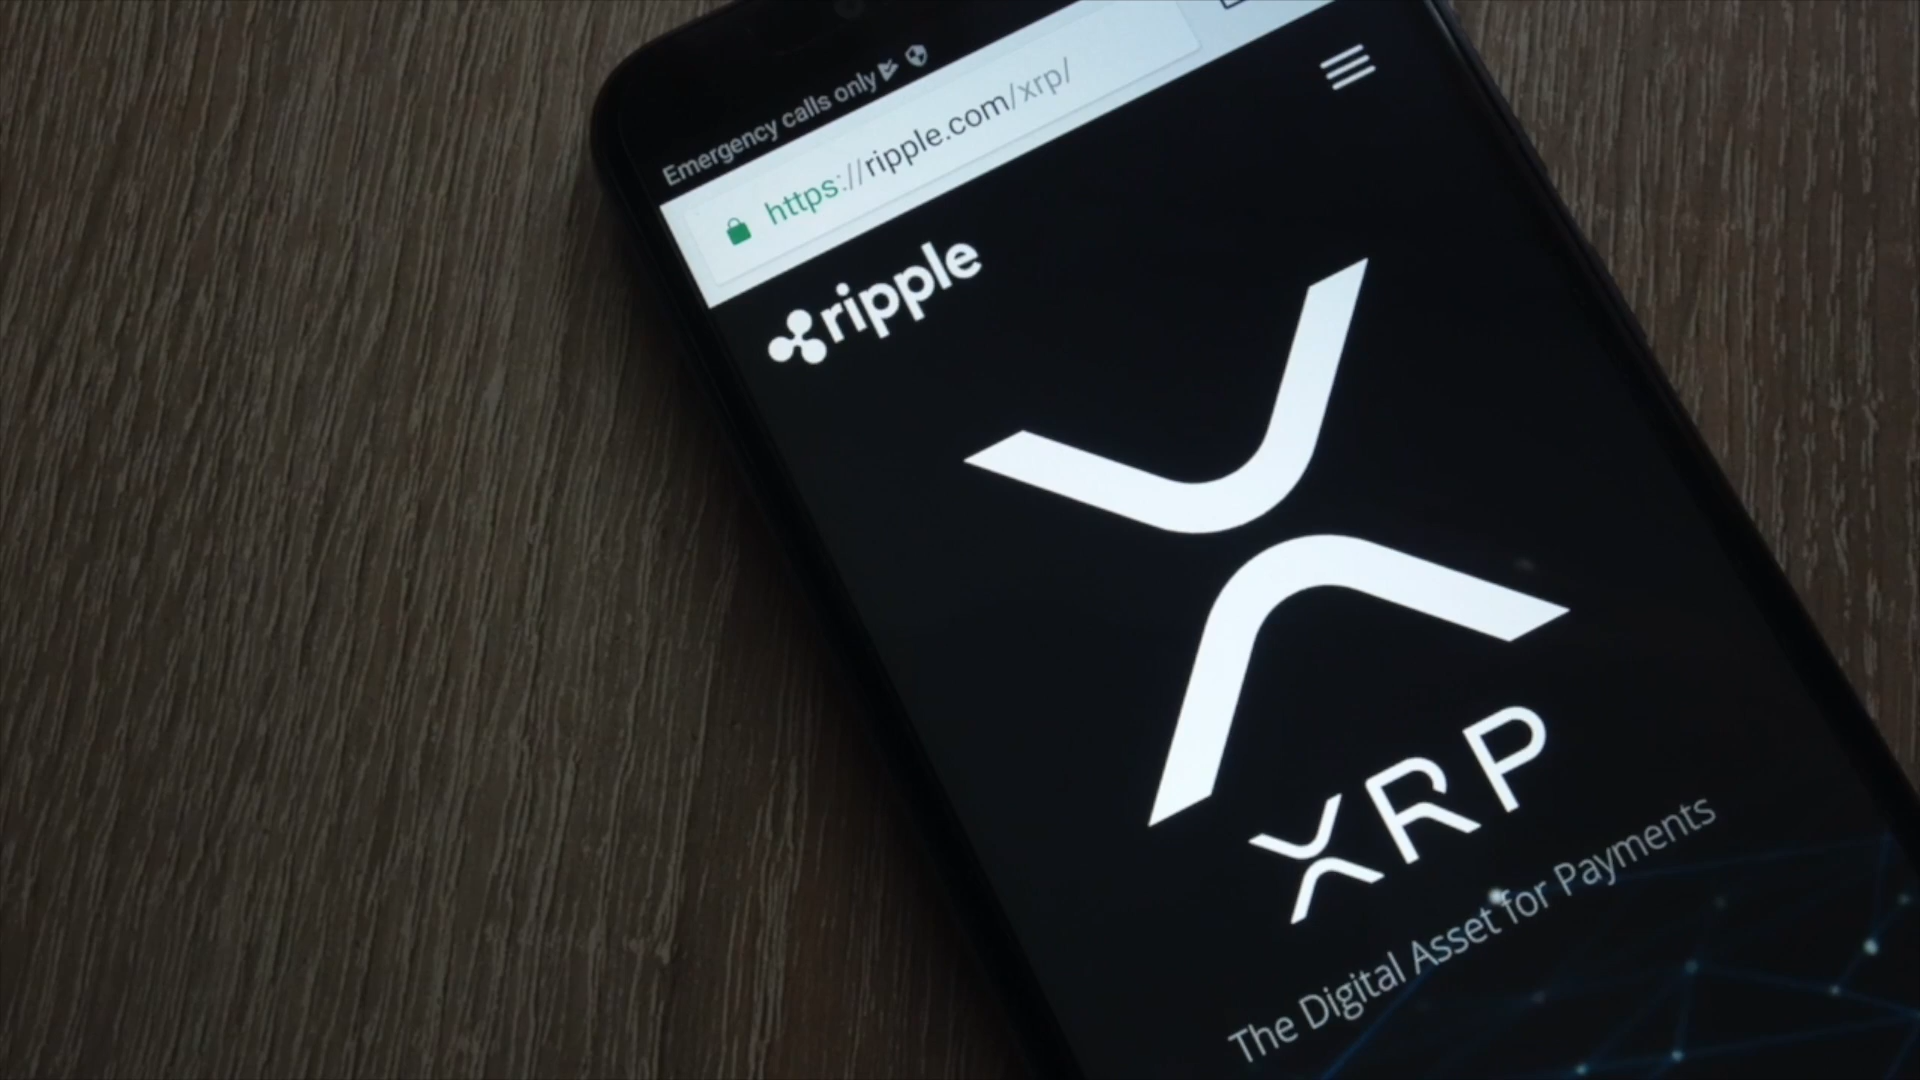 Emergency calls only
https://ripple.com/xrp/
ripple
XRP
The Digital Asset for Payments